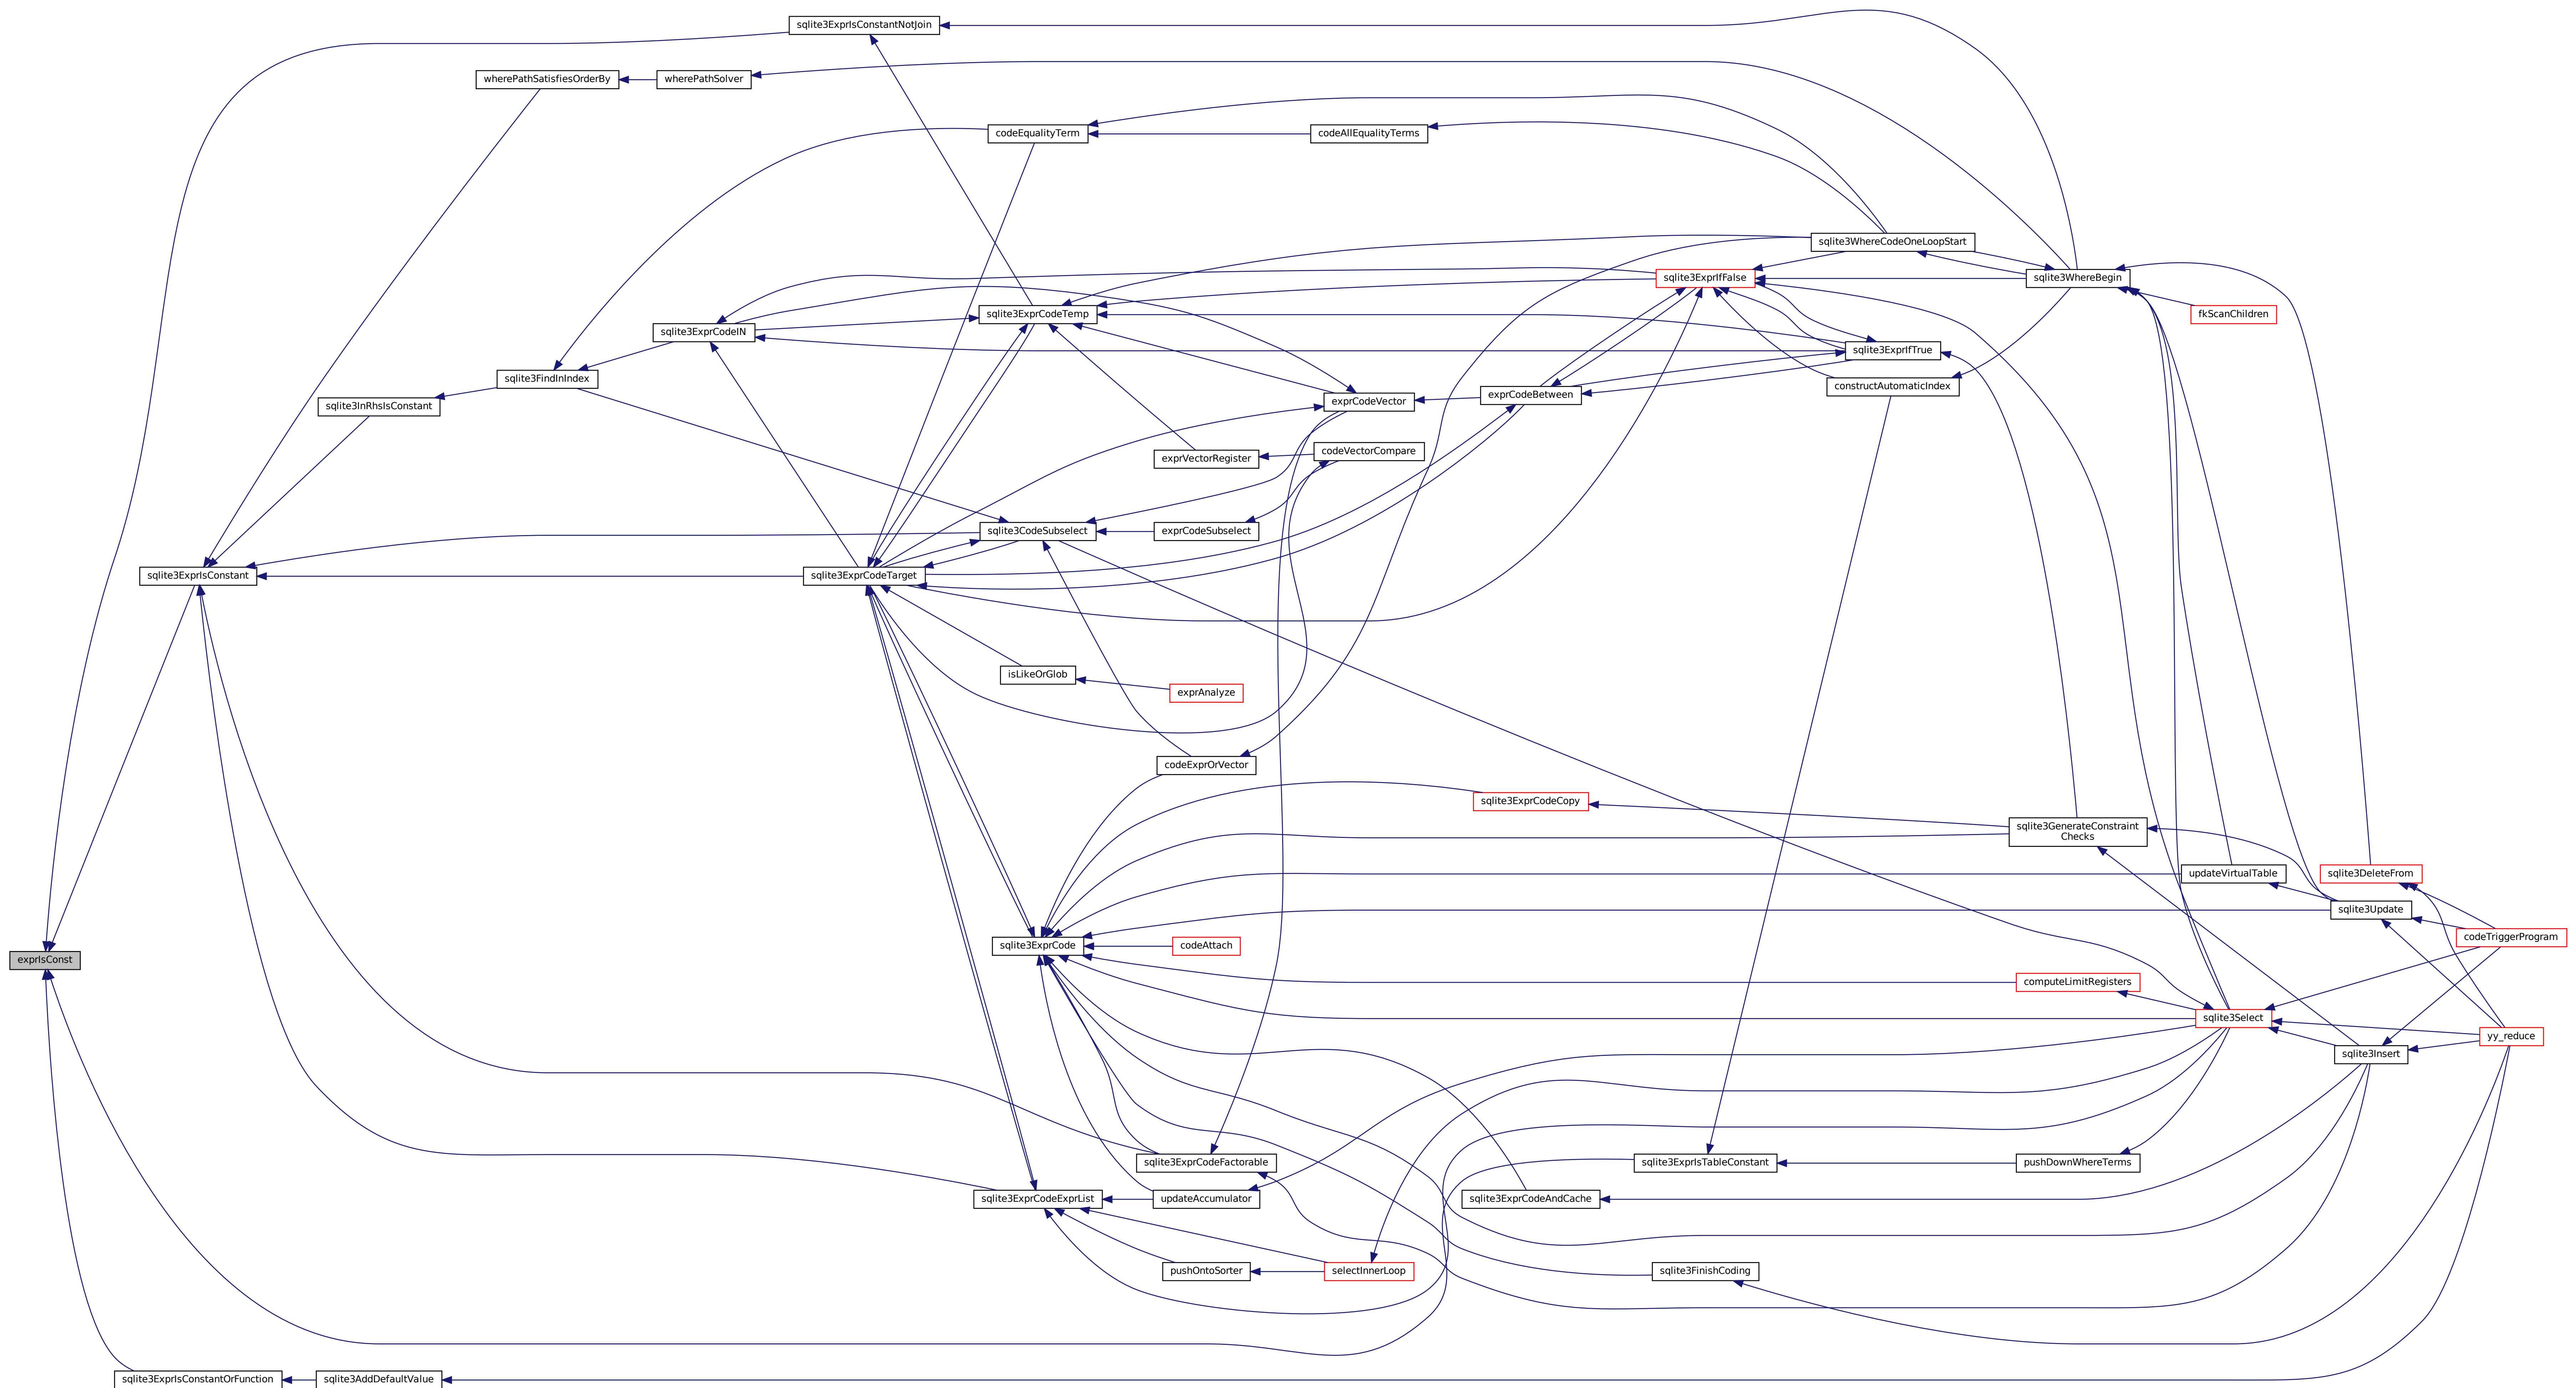 sqlite3ExprIsConstantNotJoin
wherePathSatisfiesOrderBy
wherePathSolver
codeEqualityTerm
codeAllEqualityTerms
sqlite3WhereCodeOneLoopStart
sqlite3ExprIfFalse
sqlite3WhereBegin
sqlite3ExprCodeTemp
fkScanChildren
sqlite3ExprCodeIN
sqlite3ExprIfTrue
sqlite3FindInIndex
constructAutomaticIndex
sqlite3InRhsIsConstant
exprCodeVector
exprCodeBetween
exprVectorRegister
codeVectorCompare
sqlite3CodeSubselect
exprCodeSubselect
sqlite3ExprIsConstant
sqlite3ExprCodeTarget
isLikeOrGlob
exprAnalyze
codeExprOrVector
sqlite3ExprCodeCopy
sqlite3GenerateConstraint
Checks
updateVirtualTable
sqlite3DeleteFrom
sqlite3Update
codeTriggerProgram
sqlite3ExprCode
codeAttach
exprIsConst
computeLimitRegisters
sqlite3Select
yy_reduce
sqlite3Insert
sqlite3ExprCodeFactorable
sqlite3ExprIsTableConstant
pushDownWhereTerms
sqlite3ExprCodeExprList
updateAccumulator
sqlite3ExprCodeAndCache
pushOntoSorter
selectInnerLoop
sqlite3FinishCoding
sqlite3ExprIsConstantOrFunction
sqlite3AddDefaultValue